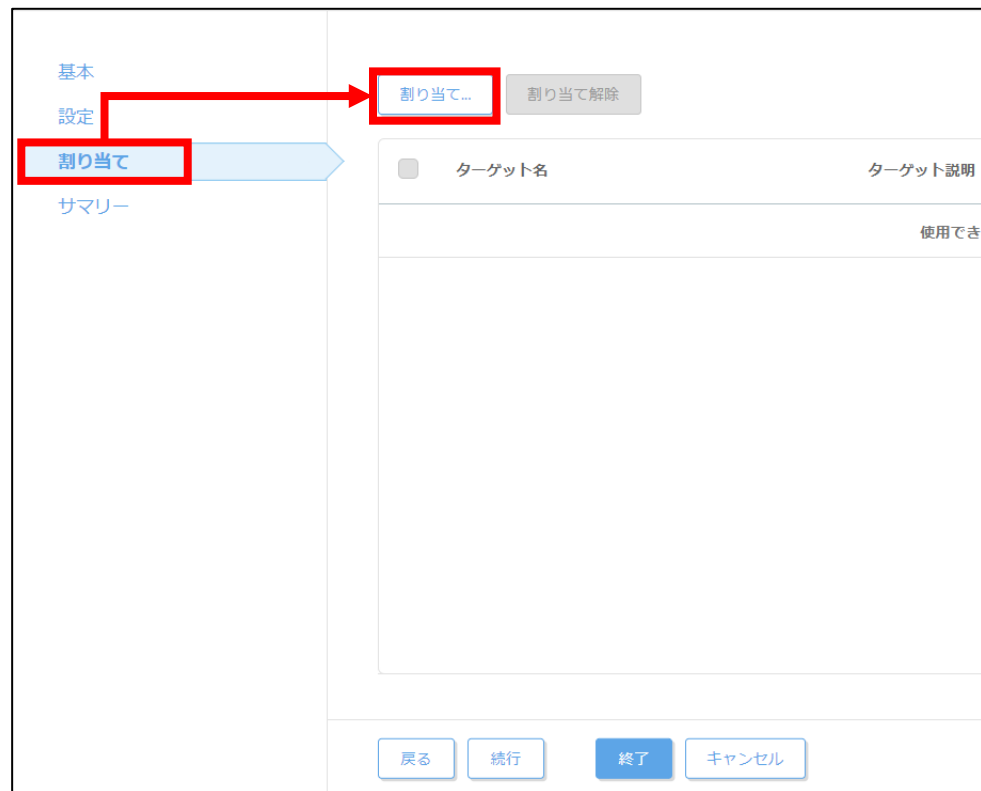 基本
設定
割り当て
サマリー
割り当て... 割り当て解除
ターゲット名 ターゲット説明
使用でき
戻る 続行 終了 キャンセル